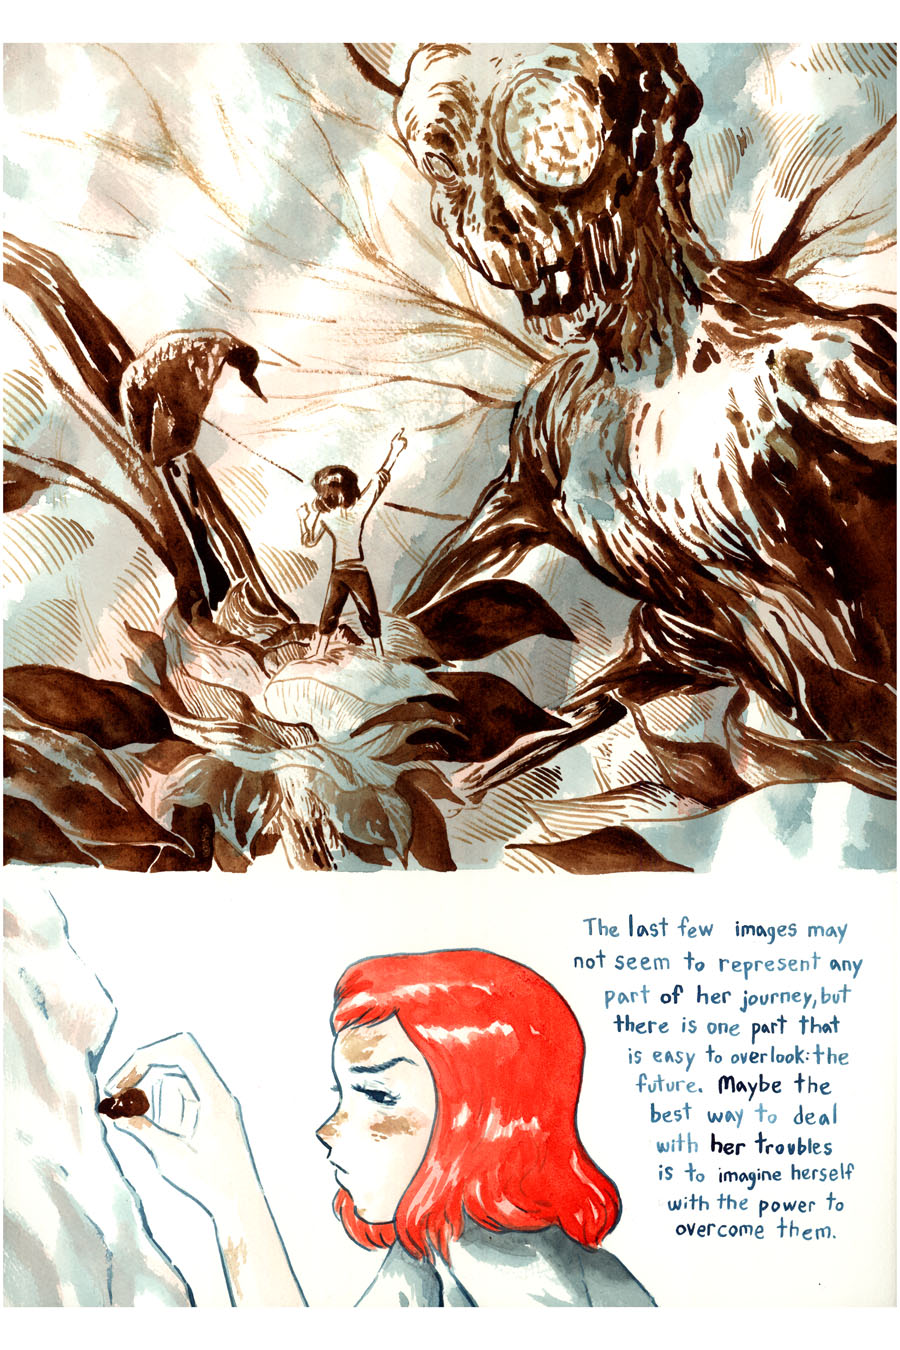 The last few images may
not seem to represent any
part of her journey, but
there is one part that
is easy to overlook: the
future. Maybe the
best way to deal
with her troubles
is to imagine herself
with the power to
overcome them.